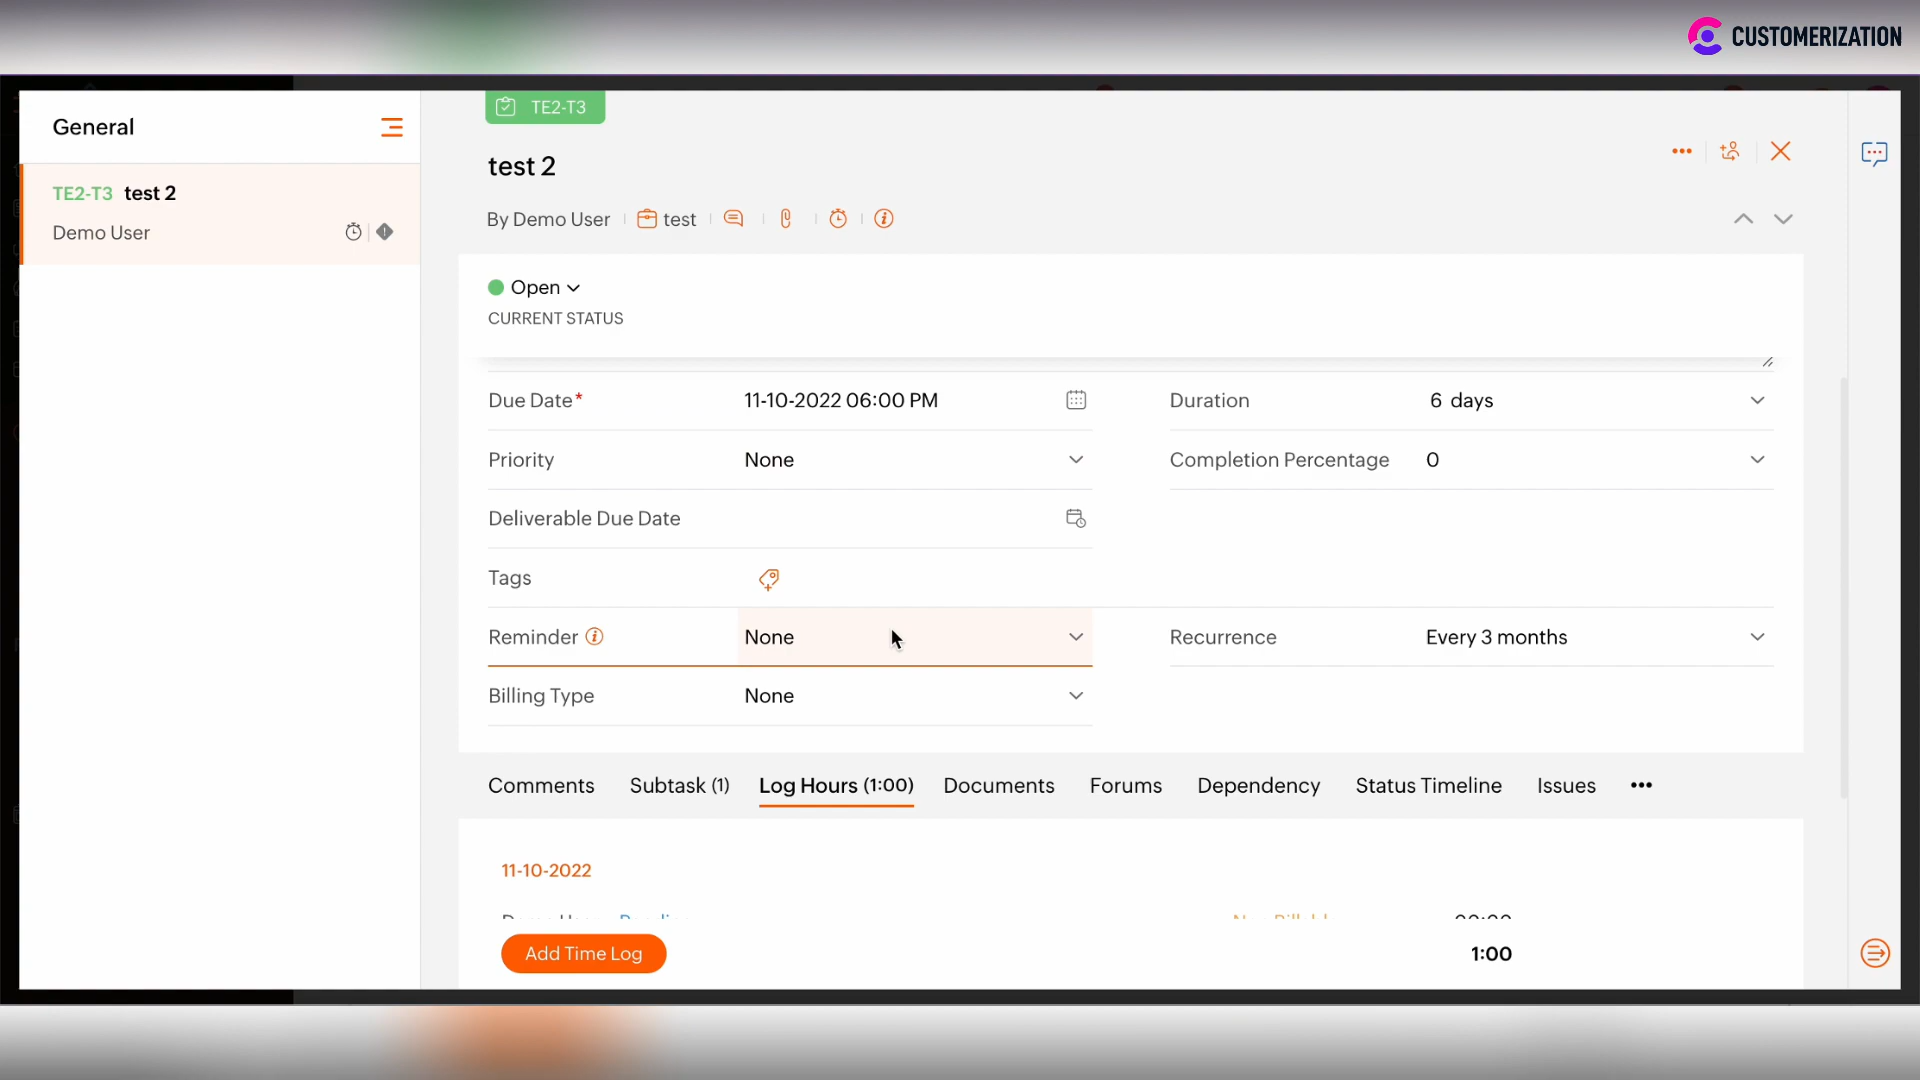 CUSTOMERIZATION
General
TE2-T3 test 2
Demo User
TE2-T3
test 2
By Demo User test
Open
CURRENT STATUS
Due Date* 11-10-2022 06:00 PM Duration 6 days
Priority None Completion Percentage 0
Deliverable Due Date
Tags
Reminder None Recurrence Every 3 months
Billing Type None
Comments Subtask (1) Log Hours (1:00) Documents Forums Dependency Status Timeline Issues
11-10-2022
Add Time Log 1:00